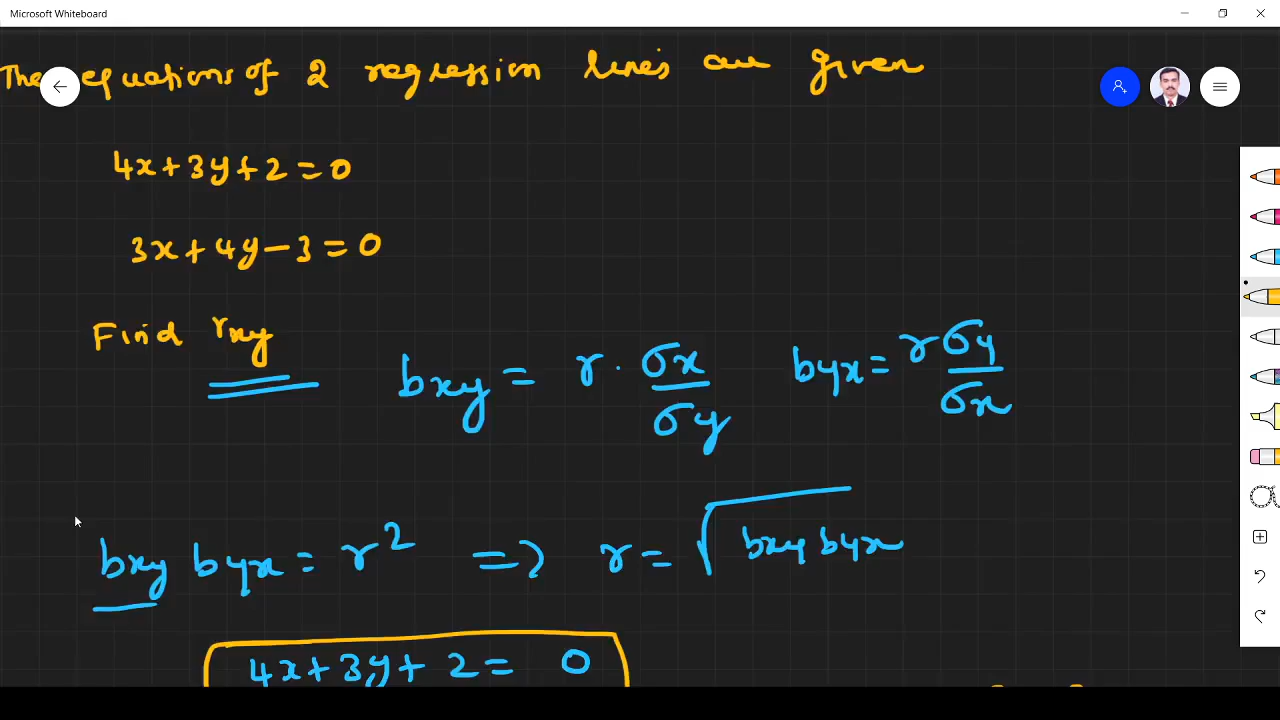 Microsoft Whiteboard
The equations of 2 regression lines are given
4x + 3y + 2 = 0
3x + 4y − 3 = 0
Find rxy
bxy = r · σx/σy byx = r σy/σx
bxy byx = r² => r = √(bxy byx)
4x + 3y + 2 = 0